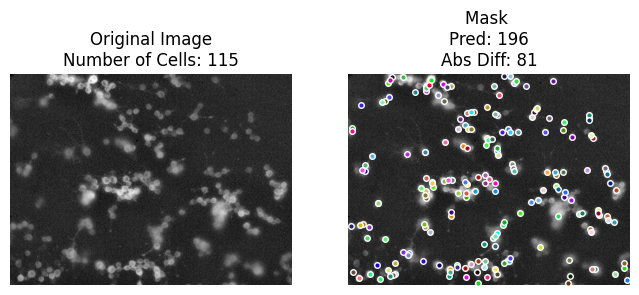 Original Image
Number of Cells: 115
Mask
Pred: 196
Abs Diff: 81